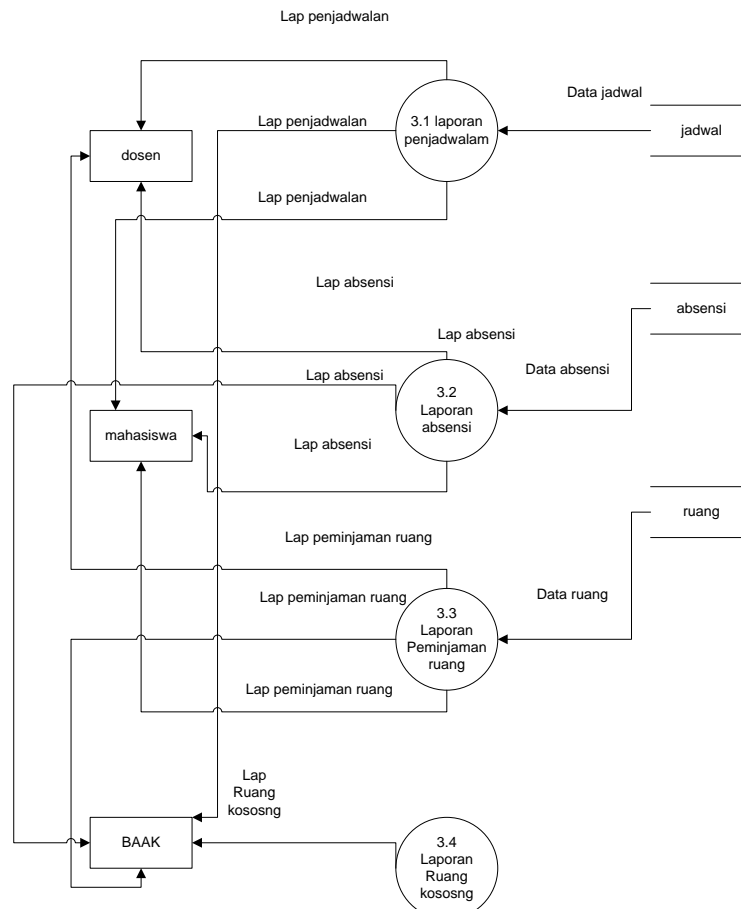 Lap penjadwalan
Data jadwal
Lap penjadwalan
3.1 laporan
penjadwalam
jadwal
dosen
Lap penjadwalan
Lap absensi
absensi
Lap absensi
Lap absensi
Data absensi
3.2
Laporan
absensi
mahasiswa
Lap absensi
ruang
Lap peminjaman ruang
Lap peminjaman ruang
Data ruang
3.3
Laporan
Peminjaman
ruang
Lap peminjaman ruang
Lap
Ruang
kososng
BAAK
3.4
Laporan
Ruang
kososng